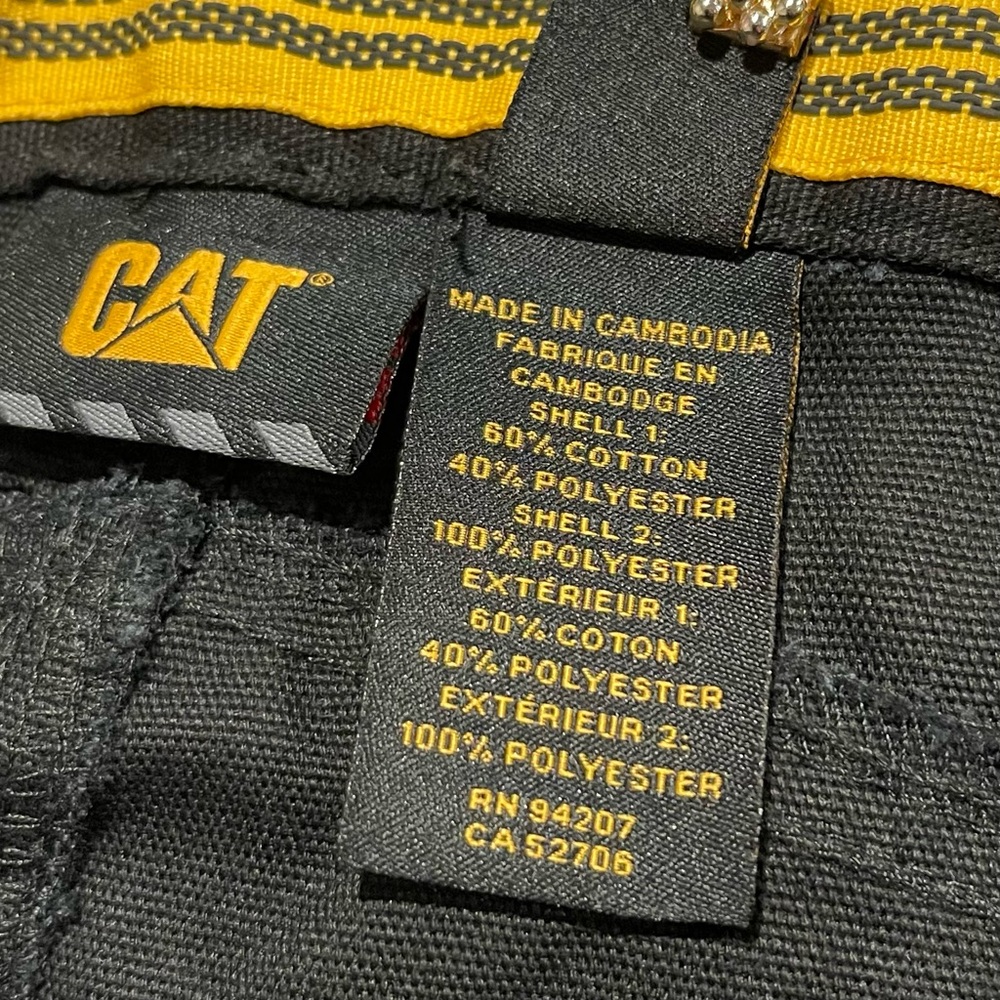 CAT®
MADE IN CAMBODIA
FABRIQUE EN
CAMBODGE
SHELL 1:
60% COTTON
40% POLYESTER
SHELL 2:
100% POLYESTER
EXTÉRIEUR 1:
60% COTON
40% POLYESTER
EXTÉRIEUR 2:
100% POLYESTER
RN 94207
CA 52706